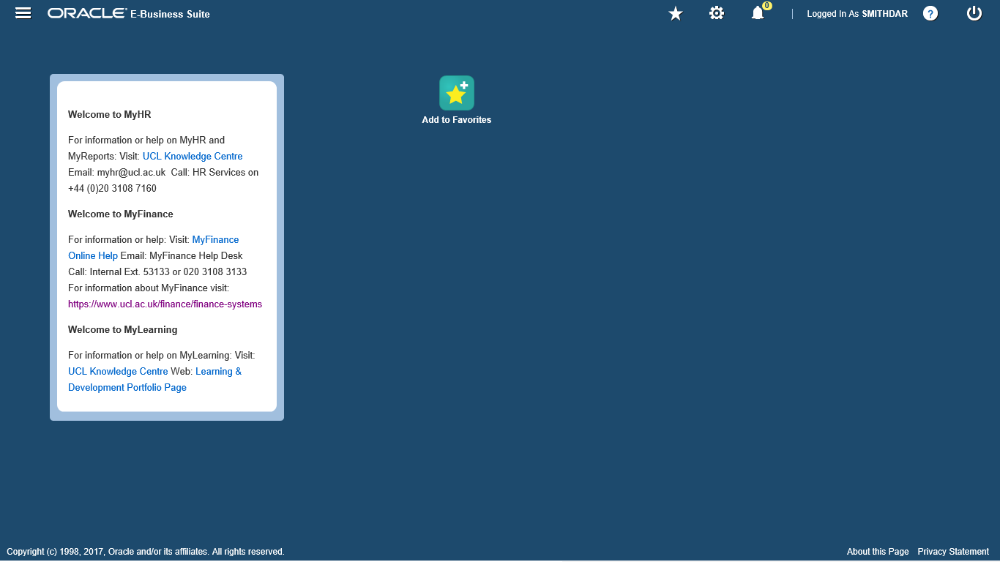 ORACLE E-Business Suite
0
Logged In As SMITHDAR
?
Welcome to MyHR
For information or help on MyHR and
MyReports: Visit: UCL Knowledge Centre
Email: myhr@ucl.ac.uk  Call: HR Services on
+44 (0)20 3108 7160
Welcome to MyFinance
For information or help: Visit: MyFinance
Online Help Email: MyFinance Help Desk
Call: Internal Ext. 53133 or 020 3108 3133
For information about MyFinance visit:
https://www.ucl.ac.uk/finance/finance-systems
Welcome to MyLearning
For information or help on MyLearning: Visit:
UCL Knowledge Centre Web: Learning &
Development Portfolio Page
Add to Favorites
Copyright (c) 1998, 2017, Oracle and/or its affiliates. All rights reserved.
About this Page Privacy Statement